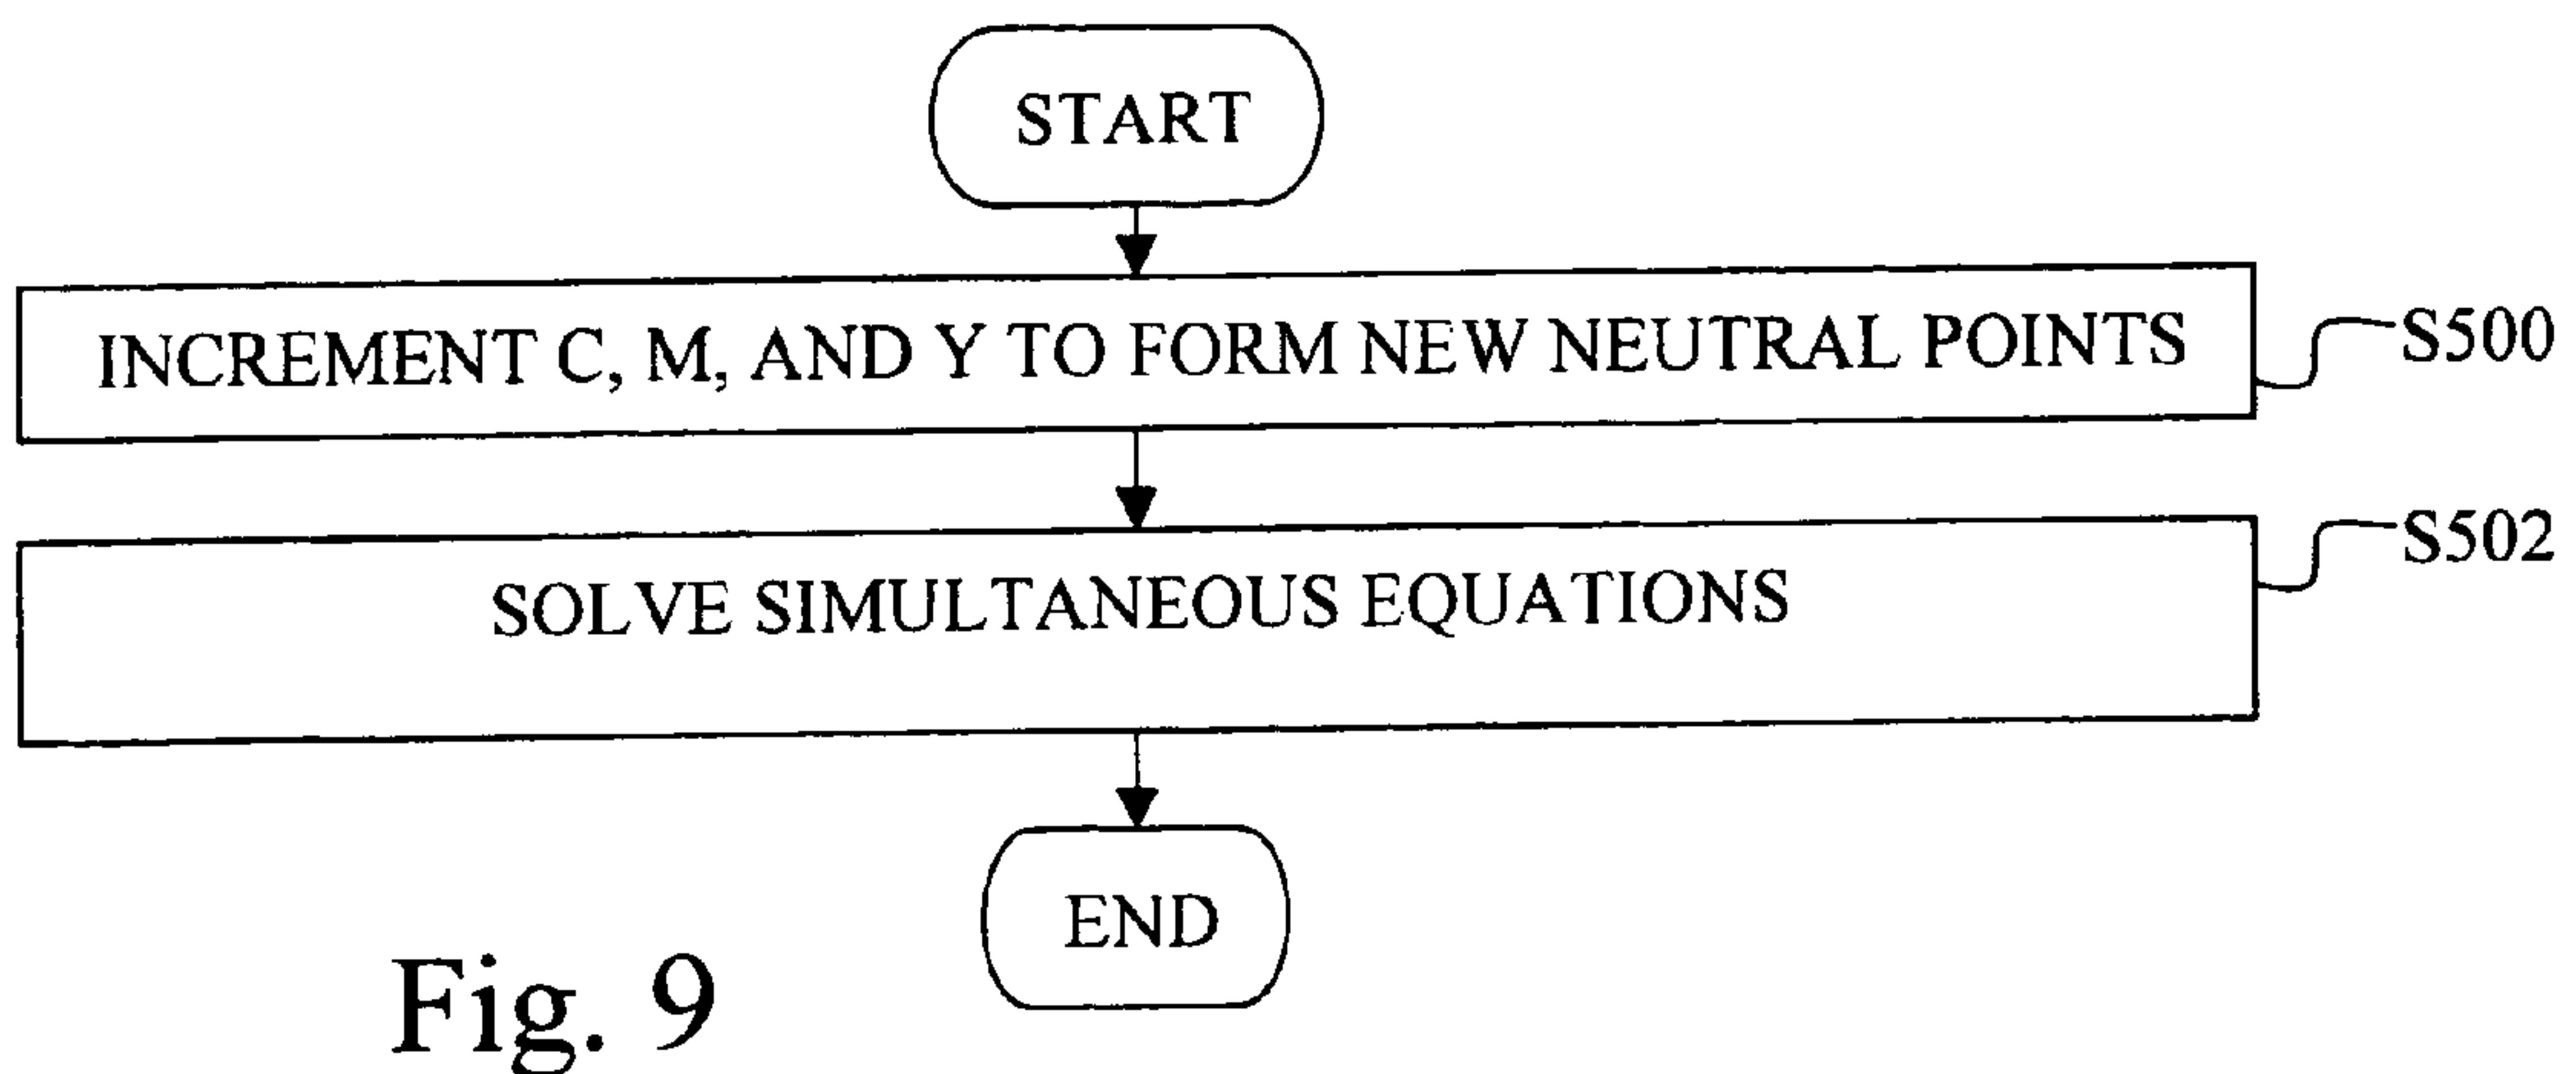 START
INCREMENT C, M, AND Y TO FORM NEW NEUTRAL POINTS
S500
SOLVE SIMULTANEOUS EQUATIONS
S502
END
Fig. 9